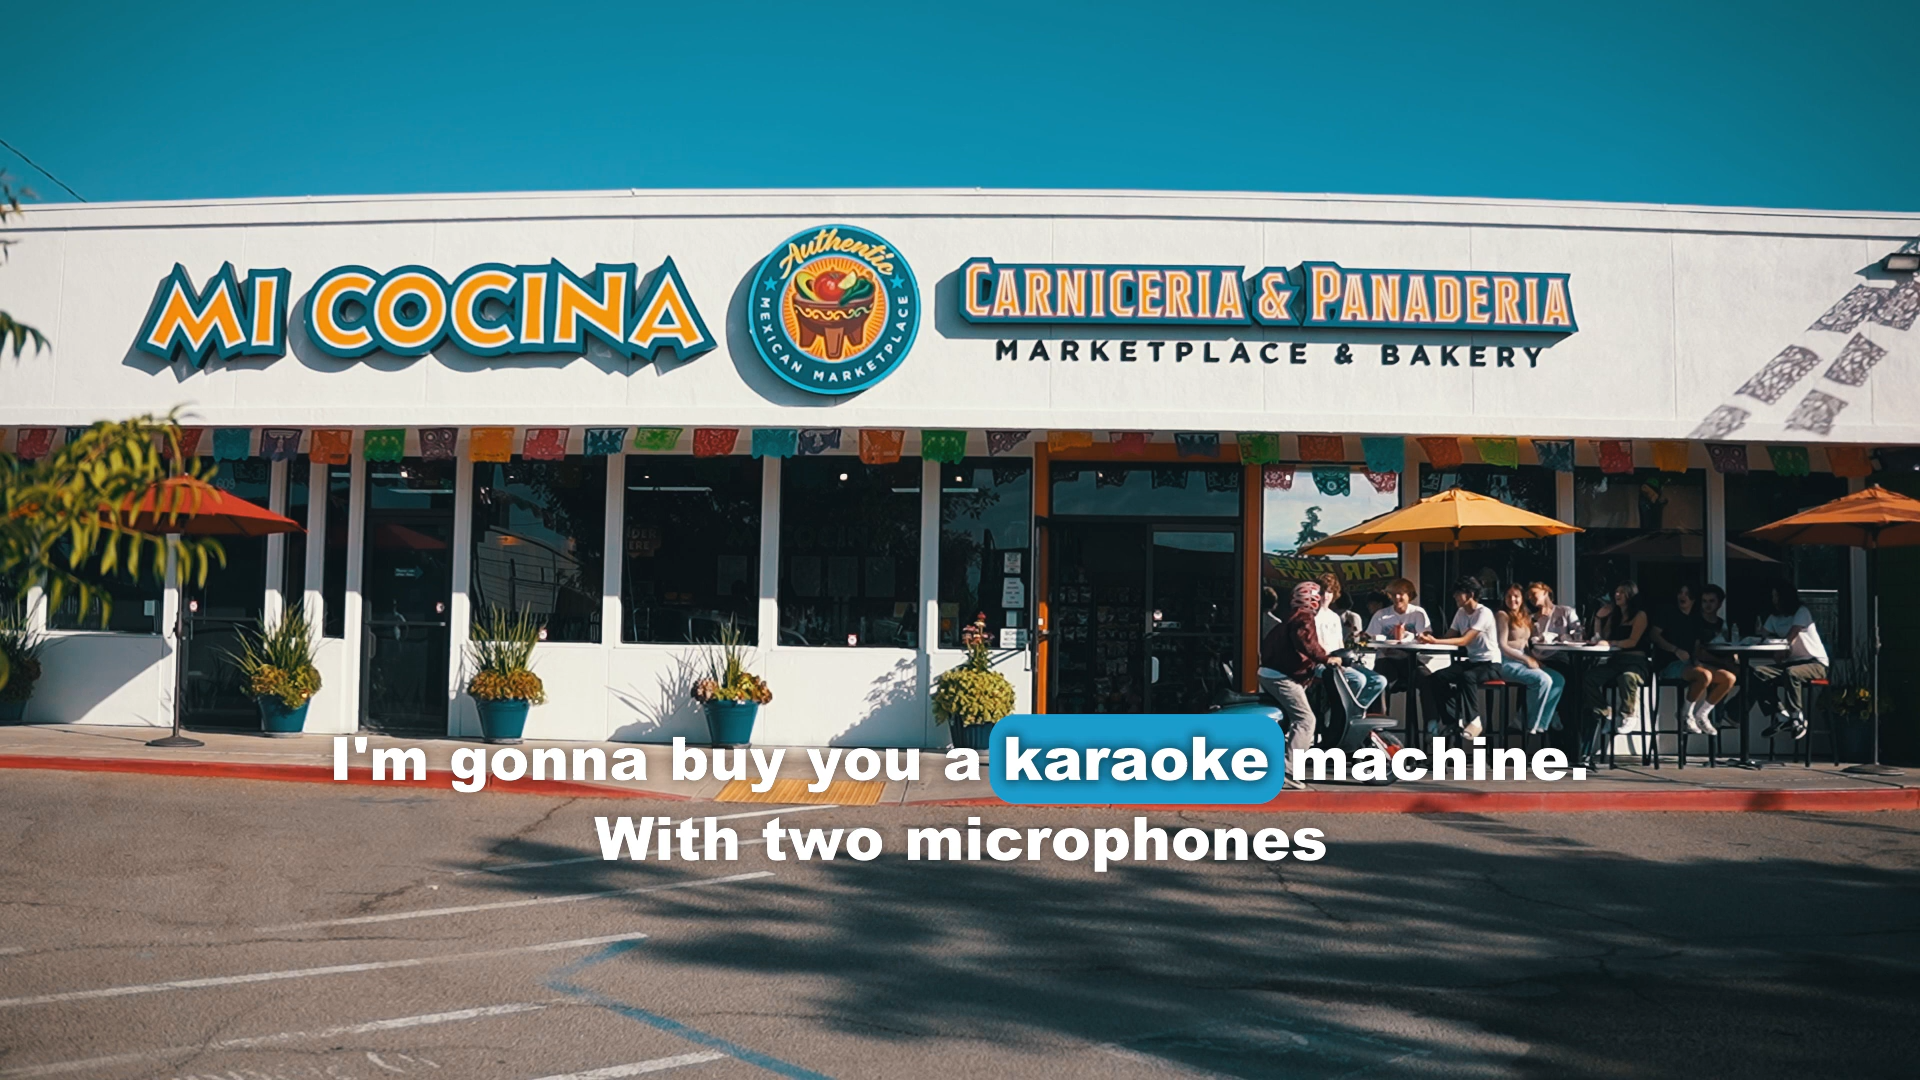 MI COCINA
Authentic
MEXICAN MARKETPLACE
CARNICERIA & PANADERIA
MARKETPLACE & BAKERY
I'm gonna buy you a karaoke machine.
With two microphones